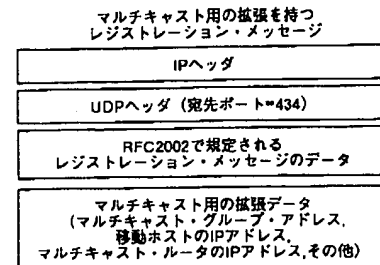 マルチキャスト用の拡張を持つ
レジストレーション・メッセージ
IPヘッダ
UDPヘッダ（宛先ポート=434）
RFC2002で規定される
レジストレーション・メッセージのデータ
マルチキャスト用の拡張データ
（マルチキャスト・グループ・アドレス,
移動ホストのIPアドレス,
マルチキャスト・ルータのIPアドレス,その他）